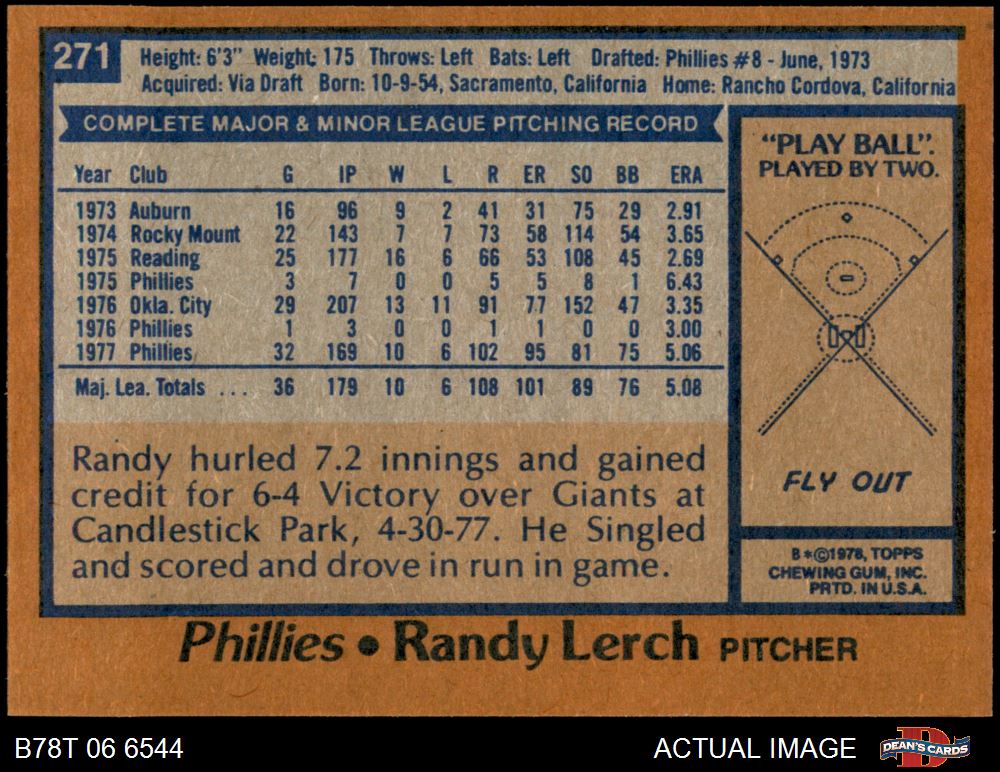 271
Height: 6'3" Weight: 175 Throws: Left Bats: Left Drafted: Phillies #8 - June, 1973
Acquired: Via Draft Born: 10-9-54, Sacramento, California Home: Rancho Cordova, California
COMPLETE MAJOR & MINOR LEAGUE PITCHING RECORD
Year Club G IP W L R ER SO BB ERA
1973 Auburn 16 96 9 2 41 31 75 29 2.91
1974 Rocky Mount 22 143 7 7 73 58 114 54 3.65
1975 Reading 25 177 16 6 66 53 108 45 2.69
1975 Phillies 3 7 0 0 5 5 8 1 6.43
1976 Okla. City 29 207 13 11 91 77 152 47 3.35
1976 Phillies 1 3 0 0 1 1 0 0 3.00
1977 Phillies 32 169 10 6 102 95 81 75 5.06
Maj. Lea. Totals ... 36 179 10 6 108 101 89 76 5.08
Randy hurled 7.2 innings and gained
credit for 6-4 Victory over Giants at
Candlestick Park, 4-30-77. He Singled
and scored and drove in run in game.
"PLAY BALL".
PLAYED BY TWO.
FLY OUT
B*©1978, TOPPS
CHEWING GUM, INC.
PRTD. IN U.S.A.
Phillies • Randy Lerch PITCHER
B78T 06 6544
ACTUAL IMAGE
D
DEAN'S CARDS